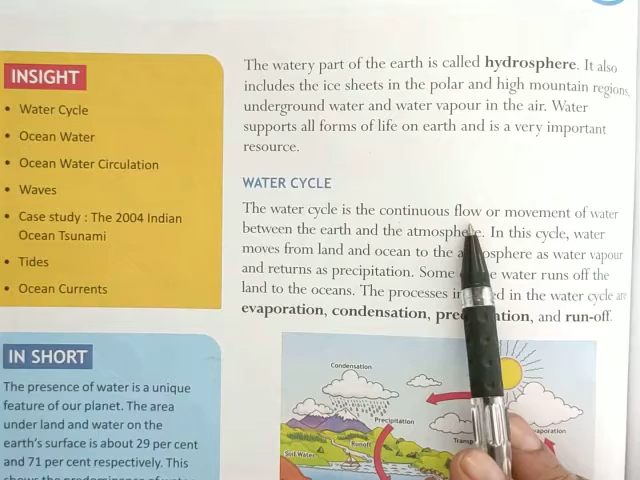 INSIGHT
• Water Cycle
• Ocean Water
• Ocean Water Circulation
• Waves
• Case study : The 2004 Indian
Ocean Tsunami
• Tides
• Ocean Currents
IN SHORT
The presence of water is a unique
feature of our planet. The area
under land and water on the
earth's surface is about 29 per cent
and 71 per cent respectively. This
The watery part of the earth is called hydrosphere. It also
includes the ice sheets in the polar and high mountain regions,
underground water and water vapour in the air. Water
supports all forms of life on earth and is a very important
resource.
WATER CYCLE
The water cycle is the continuous flow or movement of water
between the earth and the atmosphere. In this cycle, water
moves from land and ocean to the atmosphere as water vapour
and returns as precipitation. Some water runs off the
land to the oceans. The processes in the water cycle are
evaporation, condensation, precipitation, and run-off.
Condensation
Precipitation
Runoff
Soil Water
Evaporation